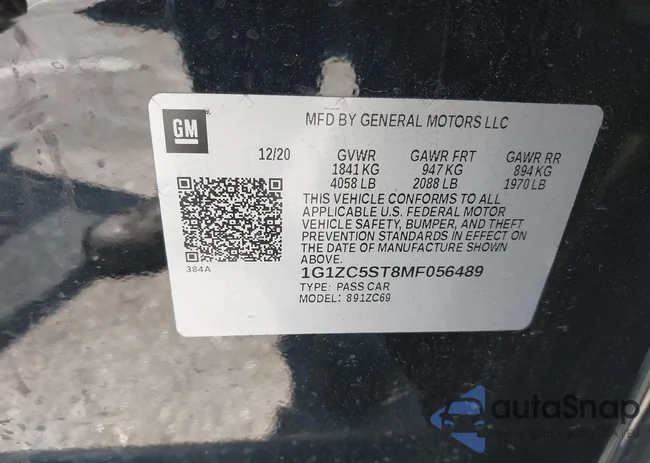 GM
MFD BY GENERAL MOTORS LLC
12/20 GVWR GAWR FRT GAWR RR
1841 KG 947 KG 894 KG
4058 LB 2088 LB 1970 LB
THIS VEHICLE CONFORMS TO ALL
APPLICABLE U.S. FEDERAL MOTOR
VEHICLE SAFETY, BUMPER, AND THEFT
PREVENTION STANDARDS IN EFFECT ON
THE DATE OF MANUFACTURE SHOWN
ABOVE.
384A
1G1ZC5ST8MF056489
TYPE: PASS CAR
MODEL: 891ZC69
autoSnap